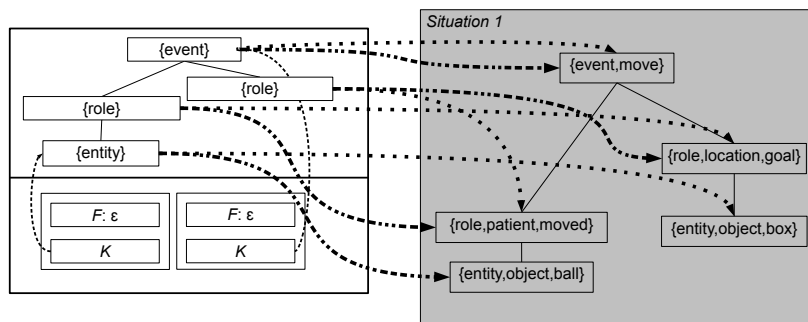 Situation 1
{event}
{event,move}
{role}
{role}
{entity}
{role,location,goal}
F: ε
F: ε
{role,patient,moved}
{entity,object,box}
K
K
{entity,object,ball}